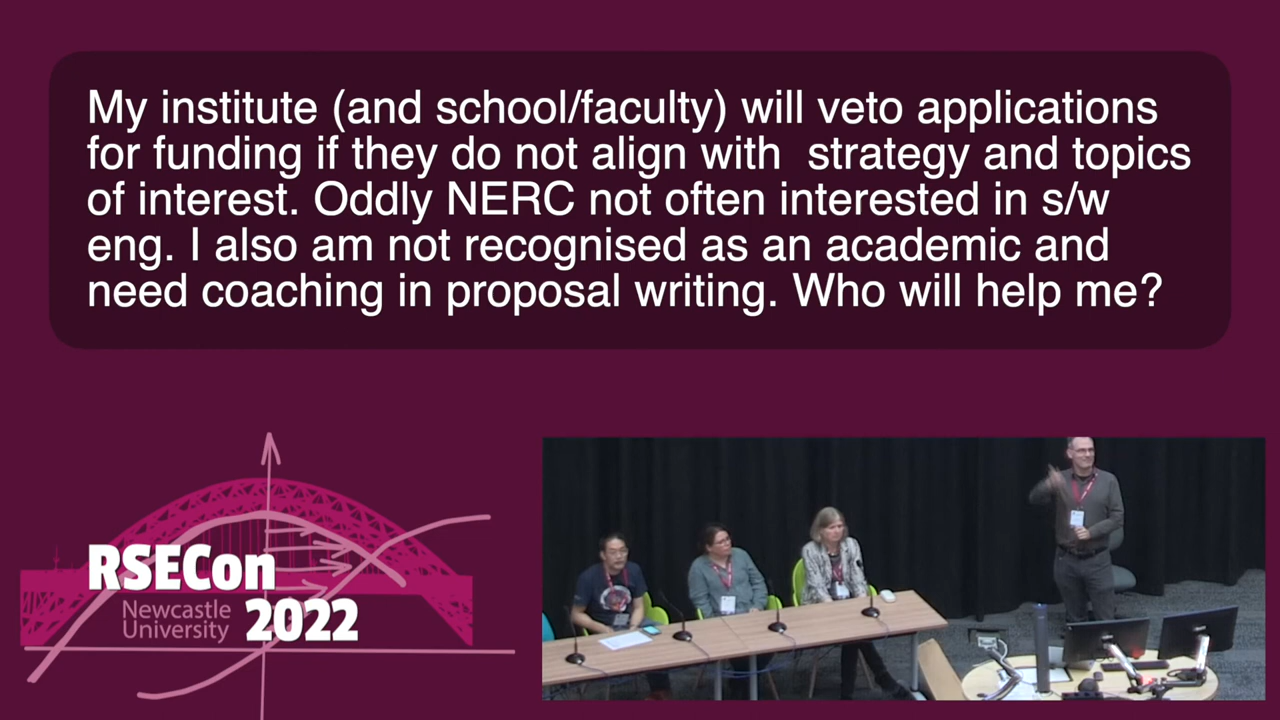 My institute (and school/faculty) will veto applications
for funding if they do not align with  strategy and topics
of interest. Oddly NERC not often interested in s/w
eng. I also am not recognised as an academic and
need coaching in proposal writing. Who will help me?
RSECon
Newcastle
University
2022